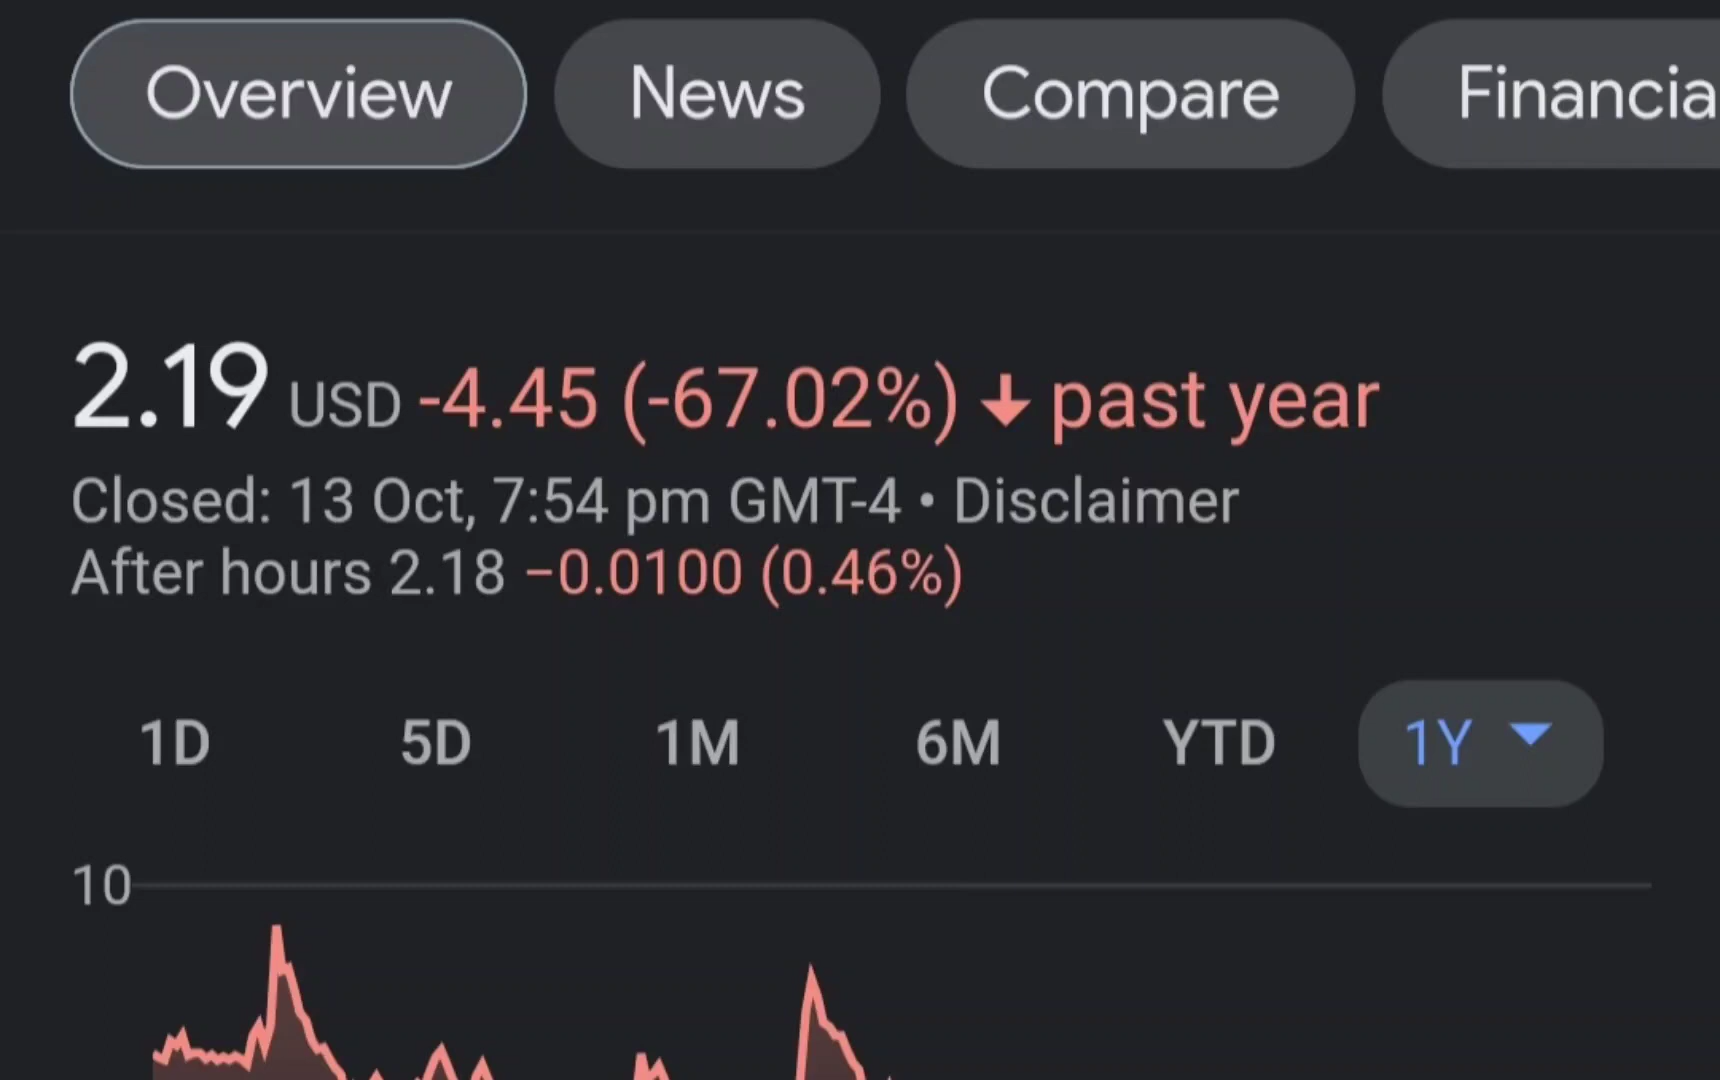 Overview News Compare Financia
2.19 USD -4.45 (-67.02%) ↓ past year
Closed: 13 Oct, 7:54 pm GMT-4 • Disclaimer
After hours 2.18 −0.0100 (0.46%)
1D 5D 1M 6M YTD 1Y
10